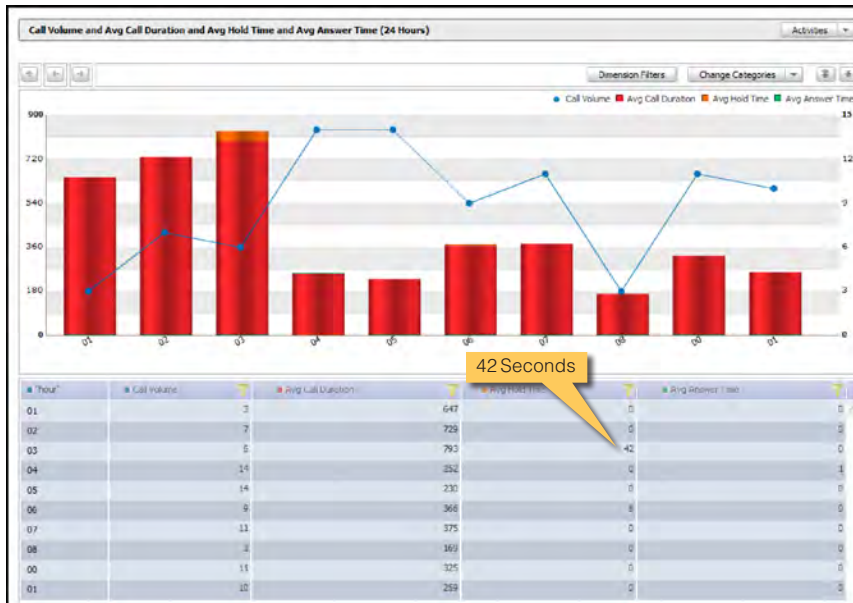 Call Volume and Avg Call Duration and Avg Hold Time and Avg Answer Time (24 Hours)
Activities
Dimension Filters
Change Categories
Call Volume Avg Call Duration Avg Hold Time Avg Answer Time
900 15
720 12
540 9
360 6
180 3
0 0
01 02 03 04 05 06 07 08 00 01
42 Seconds
"hour" Call Volume Avg Call Duration Avg Hold Avg Answer Time
01 3 647 0 0
02 7 729 0 0
03 6 793 42 0
04 14 252 0 1
05 14 230 0 0
06 9 368 8 0
07 11 375 0 0
08 3 169 0 0
00 11 325 0 0
01 10 259 0 0